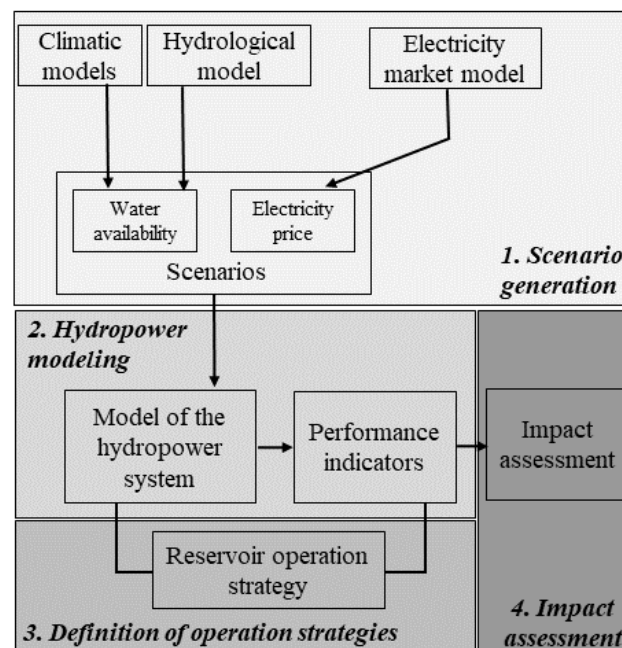 Climatic
models
Hydrological
model
Electricity
market model
Water
availability
Electricity
price
Scenarios
1. Scenario
generation
2. Hydropower
modeling
Model of the
hydropower
system
Performance
indicators
Impact
assessment
Reservoir operation
strategy
3. Definition of operation strategies
4. Impact
assessment